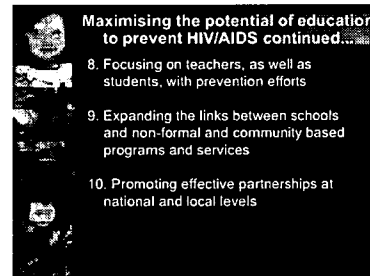 Maximising the potential of education
to prevent HIV/AIDS continued...
8. Focusing on teachers, as well as
students, with prevention efforts
9. Expanding the links between schools
and non-formal and community based
programs and services
10. Promoting effective partnerships at
national and local levels